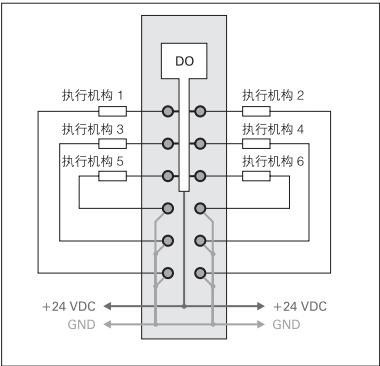 DO
执行机构 1
执行机构 2
执行机构 3
执行机构 4
执行机构 5
执行机构 6
+24 VDC
+24 VDC
GND
GND